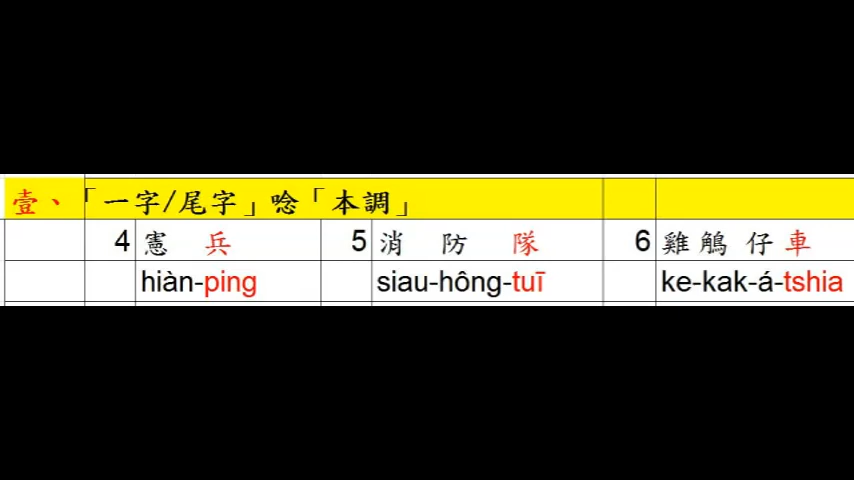 壹、「一字/尾字」唸「本調」
4 憲兵 5 消防隊 6 雞鵤仔車
hiàn-ping siau-hông-tuī ke-kak-á-tshia